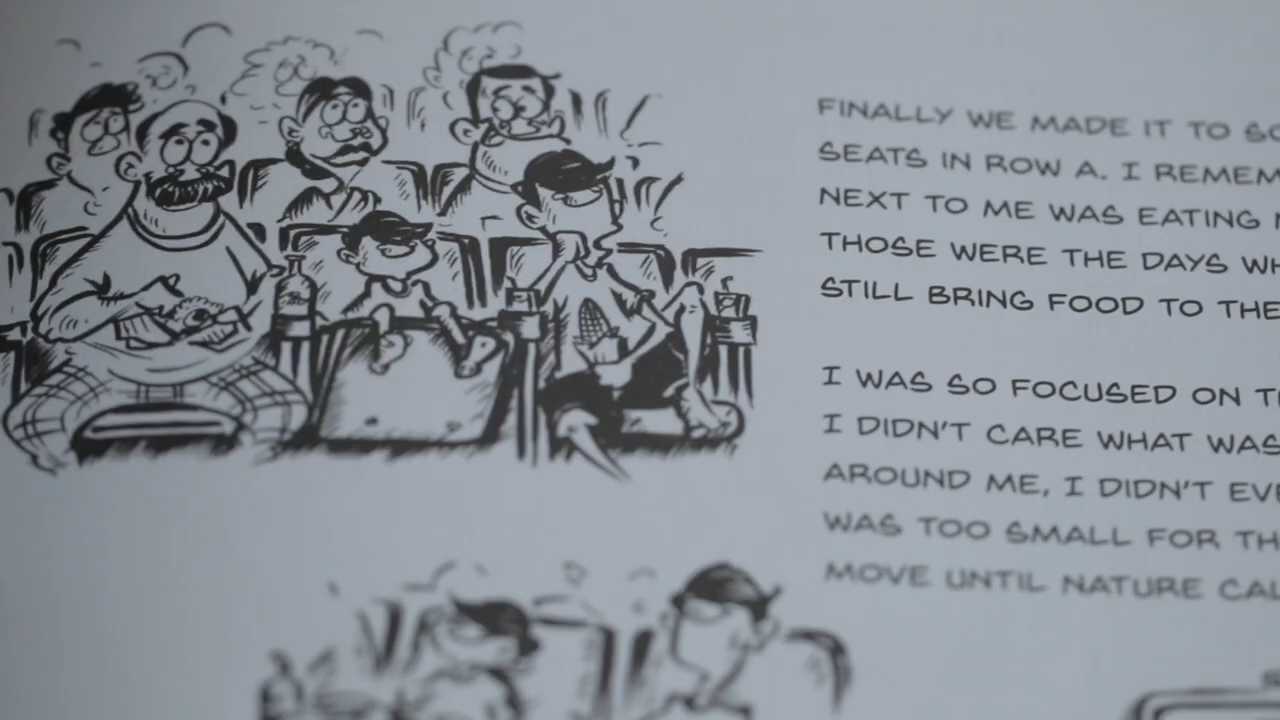 FINALLY WE MADE IT TO
SEATS IN ROW A. I
NEXT TO ME WAS EATING
THOSE WERE THE DAYS
STILL BRING FOOD TO THE
I WAS SO FOCUSED ON
I DIDN'T CARE WHAT WAS
AROUND ME, I DIDN'T
WAS TOO SMALL FOR
MOVE UNTIL NATURE